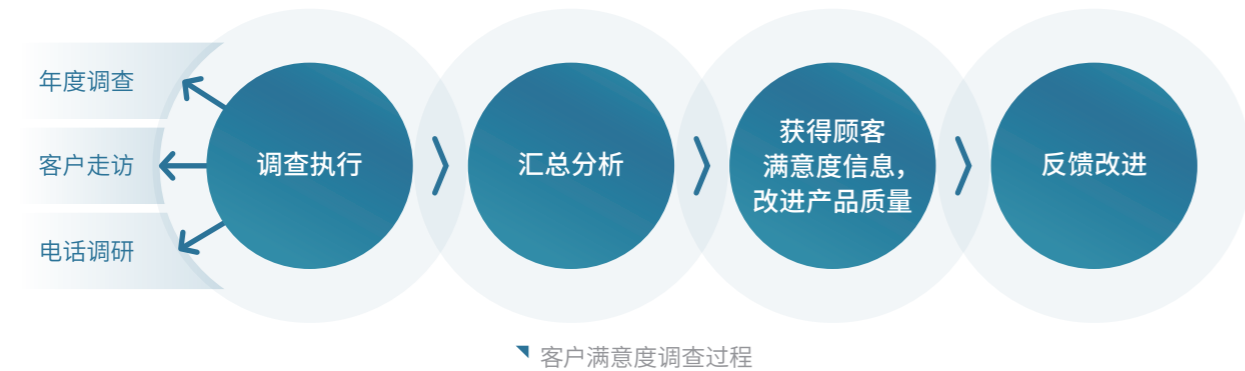 年度调查
客户走访
电话调研
调查执行
汇总分析
获得顾客
满意度信息，
改进产品质量
反馈改进
客户满意度调查过程